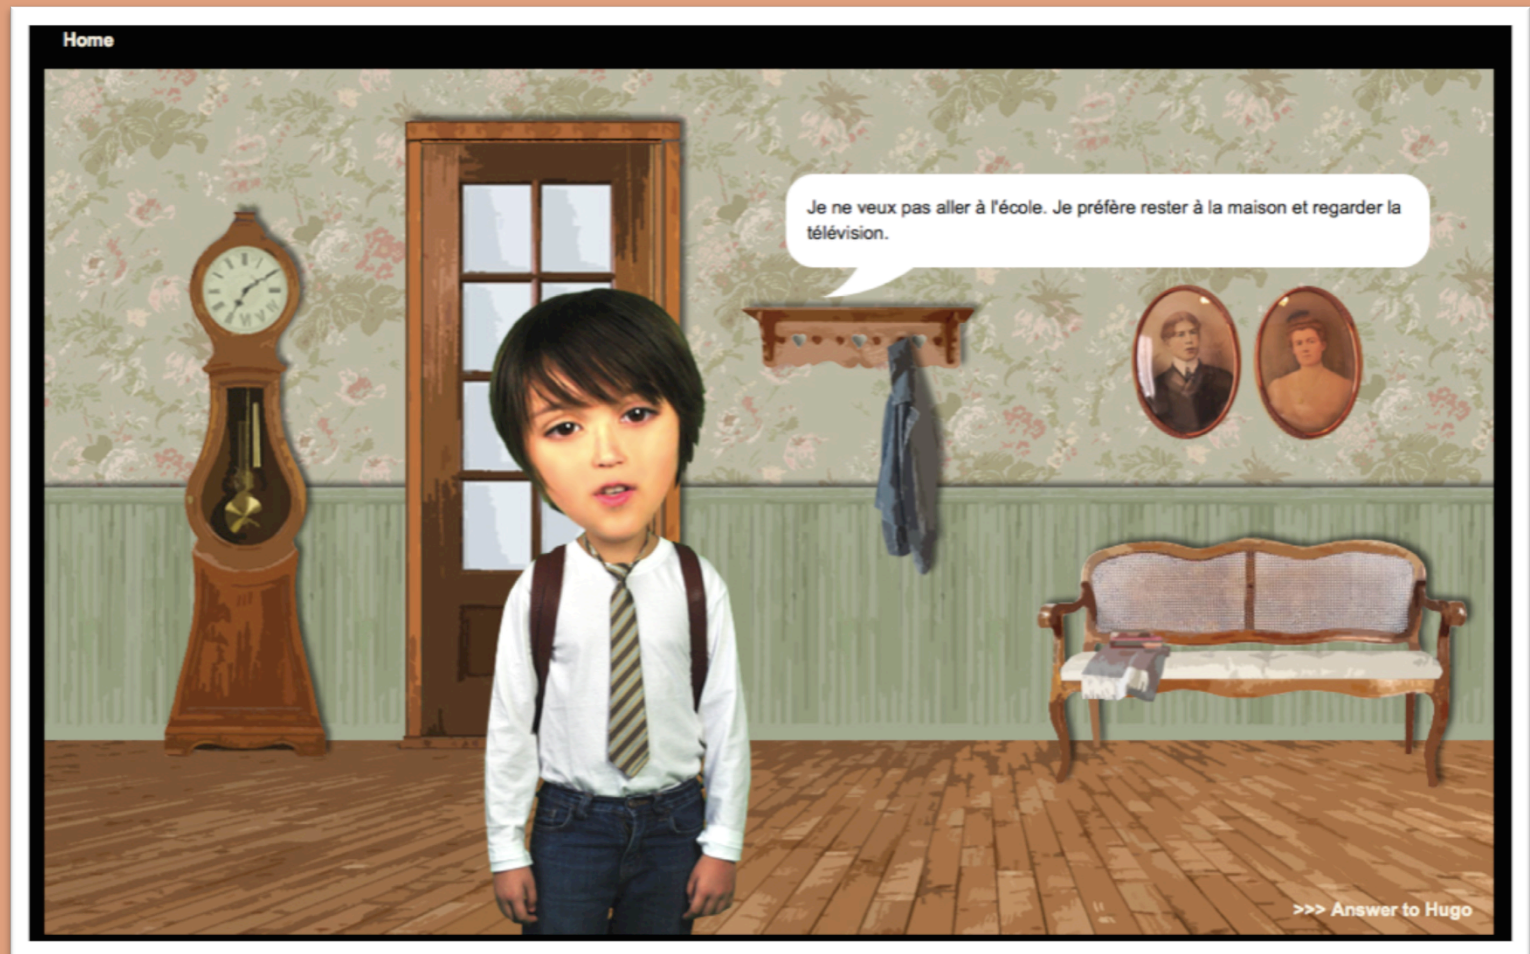 Home
Je ne veux pas aller à l'école. Je préfère rester à la maison et regarder la
télévision.
>>> Answer to Hugo